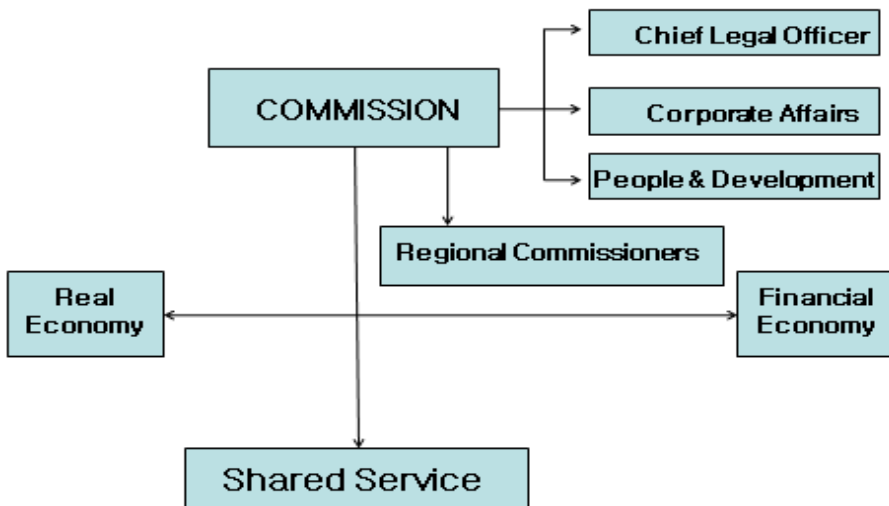 Chief Legal Officer
COMMISSION
Corporate Affairs
People & Development
Regional Commissioners
Real
Economy
Financial
Economy
Shared Service